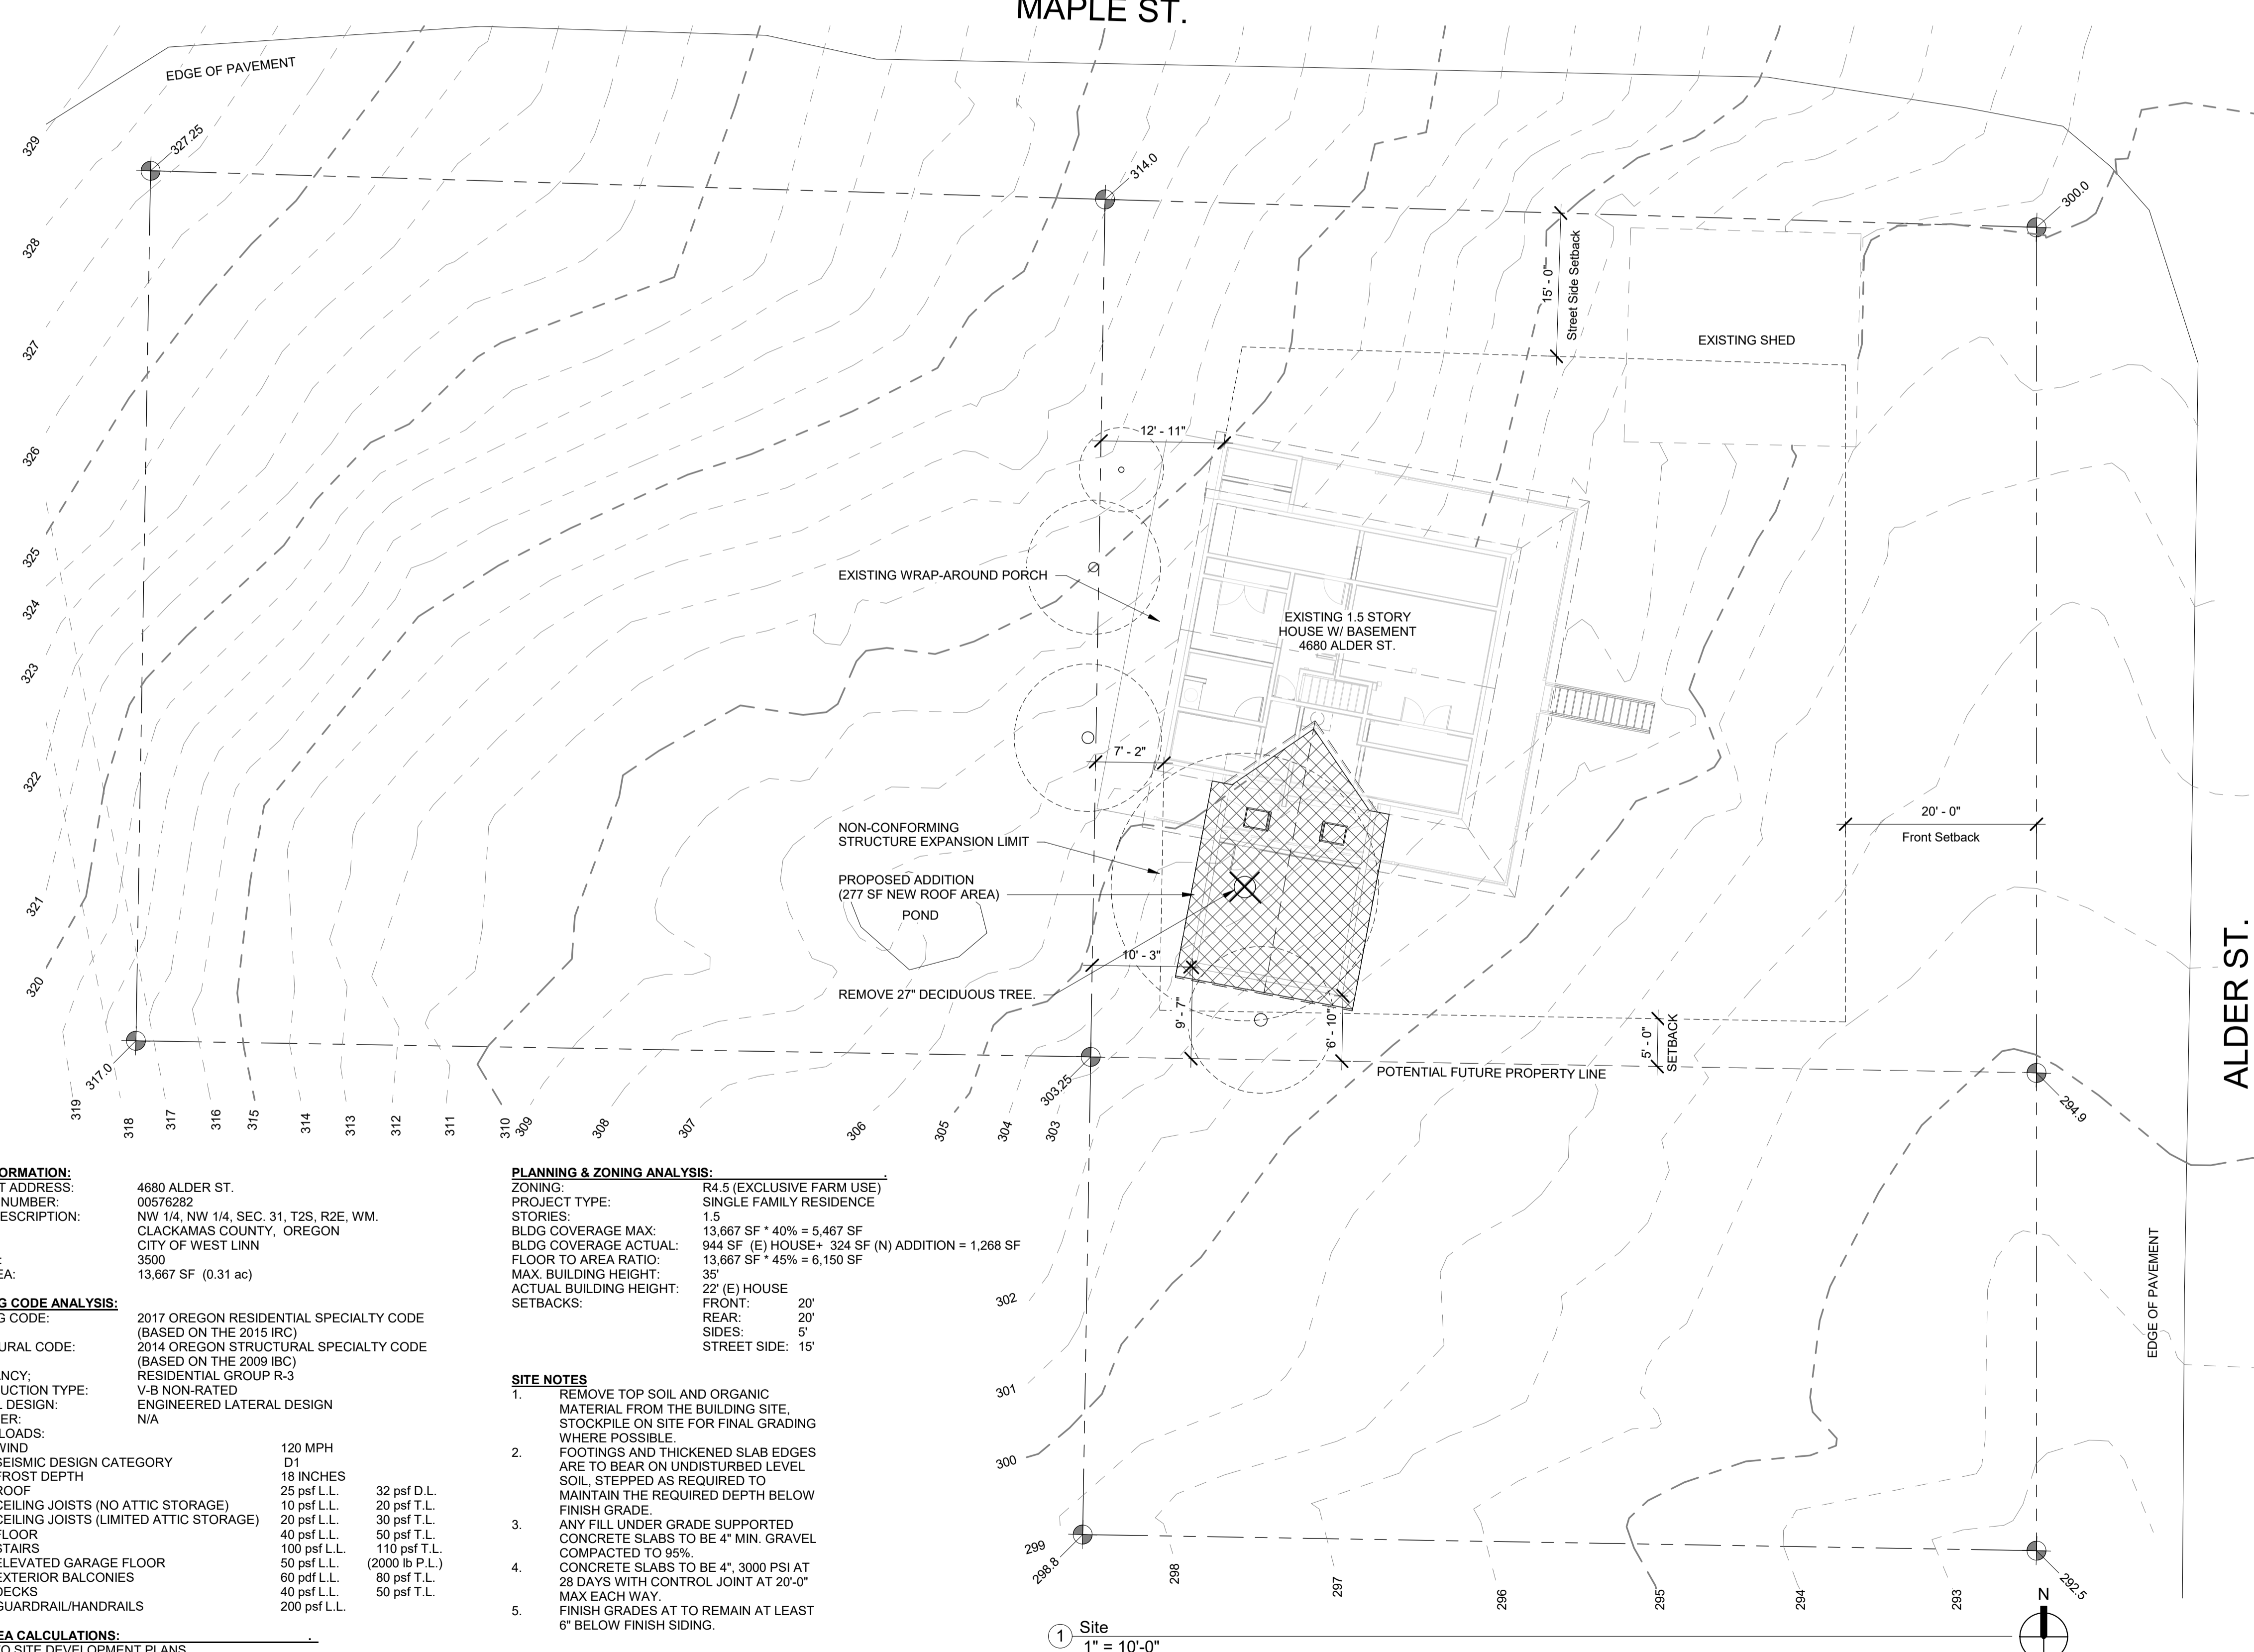 MAPLE ST.
EDGE OF PAVEMENT
329
327.25
314.0
300.0
328
327
326
325
324
323
322
321
320
15' - 0"
Street Side Setback
EXISTING SHED
12' - 11"
EXISTING WRAP-AROUND PORCH
EXISTING 1.5 STORY
HOUSE W/ BASEMENT
4680 ALDER ST.
7' - 2"
20' - 0"
Front Setback
NON-CONFORMING
STRUCTURE EXPANSION LIMIT
PROPOSED ADDITION
(277 SF NEW ROOF AREA)
POND
10' - 3"
REMOVE 27" DECIDUOUS TREE.
9' - 7"
6' - 10"
5' - 0"
SETBACK
POTENTIAL FUTURE PROPERTY LINE
ALDER ST.
317.0
303.25
294.9
319
318
317
316
315
314
313
312
311
310
309
308
307
306
305
304
303
302
301
300
299
298.8
298
297
296
295
294
293
292.5
EDGE OF PAVEMENT
ORMATION:
T ADDRESS: 4680 ALDER ST.
NUMBER: 00576282
ESCRIPTION: NW 1/4, NW 1/4, SEC. 31, T2S, R2E, WM.
CLACKAMAS COUNTY, OREGON
CITY OF WEST LINN
: 3500
EA: 13,667 SF (0.31 ac)
G CODE ANALYSIS:
G CODE: 2017 OREGON RESIDENTIAL SPECIALTY CODE
(BASED ON THE 2015 IRC)
URAL CODE: 2014 OREGON STRUCTURAL SPECIALTY CODE
(BASED ON THE 2009 IBC)
ANCY; RESIDENTIAL GROUP R-3
UCTION TYPE: V-B NON-RATED
L DESIGN: ENGINEERED LATERAL DESIGN
ER: N/A
LOADS:
WIND 120 MPH
SEISMIC DESIGN CATEGORY D1
FROST DEPTH 18 INCHES
ROOF 25 psf L.L. 32 psf D.L.
CEILING JOISTS (NO ATTIC STORAGE) 10 psf L.L. 20 psf T.L.
CEILING JOISTS (LIMITED ATTIC STORAGE) 20 psf L.L. 30 psf T.L.
FLOOR 40 psf L.L. 50 psf T.L.
STAIRS 100 psf L.L. 110 psf T.L.
ELEVATED GARAGE FLOOR 50 psf L.L. (2000 lb P.L.)
EXTERIOR BALCONIES 60 pdf L.L. 80 psf T.L.
DECKS 40 psf L.L. 50 psf T.L.
GUARDRAIL/HANDRAILS 200 psf L.L.
EA CALCULATIONS: .
O SITE DEVELOPMENT PLANS
PLANNING & ZONING ANALYSIS: .
ZONING: R4.5 (EXCLUSIVE FARM USE)
PROJECT TYPE: SINGLE FAMILY RESIDENCE
STORIES: 1.5
BLDG COVERAGE MAX: 13,667 SF * 40% = 5,467 SF
BLDG COVERAGE ACTUAL: 944 SF (E) HOUSE+ 324 SF (N) ADDITION = 1,268 SF
FLOOR TO AREA RATIO: 13,667 SF * 45% = 6,150 SF
MAX. BUILDING HEIGHT: 35'
ACTUAL BUILDING HEIGHT: 22' (E) HOUSE
SETBACKS: FRONT: 20'
REAR: 20'
SIDES: 5'
STREET SIDE: 15'
SITE NOTES
1. REMOVE TOP SOIL AND ORGANIC
MATERIAL FROM THE BUILDING SITE,
STOCKPILE ON SITE FOR FINAL GRADING
WHERE POSSIBLE.
2. FOOTINGS AND THICKENED SLAB EDGES
ARE TO BEAR ON UNDISTURBED LEVEL
SOIL, STEPPED AS REQUIRED TO
MAINTAIN THE REQUIRED DEPTH BELOW
FINISH GRADE.
3. ANY FILL UNDER GRADE SUPPORTED
CONCRETE SLABS TO BE 4" MIN. GRAVEL
COMPACTED TO 95%.
4. CONCRETE SLABS TO BE 4", 3000 PSI AT
28 DAYS WITH CONTROL JOINT AT 20'-0"
MAX EACH WAY.
5. FINISH GRADES AT TO REMAIN AT LEAST
6" BELOW FINISH SIDING.
1 Site
1" = 10'-0"
N